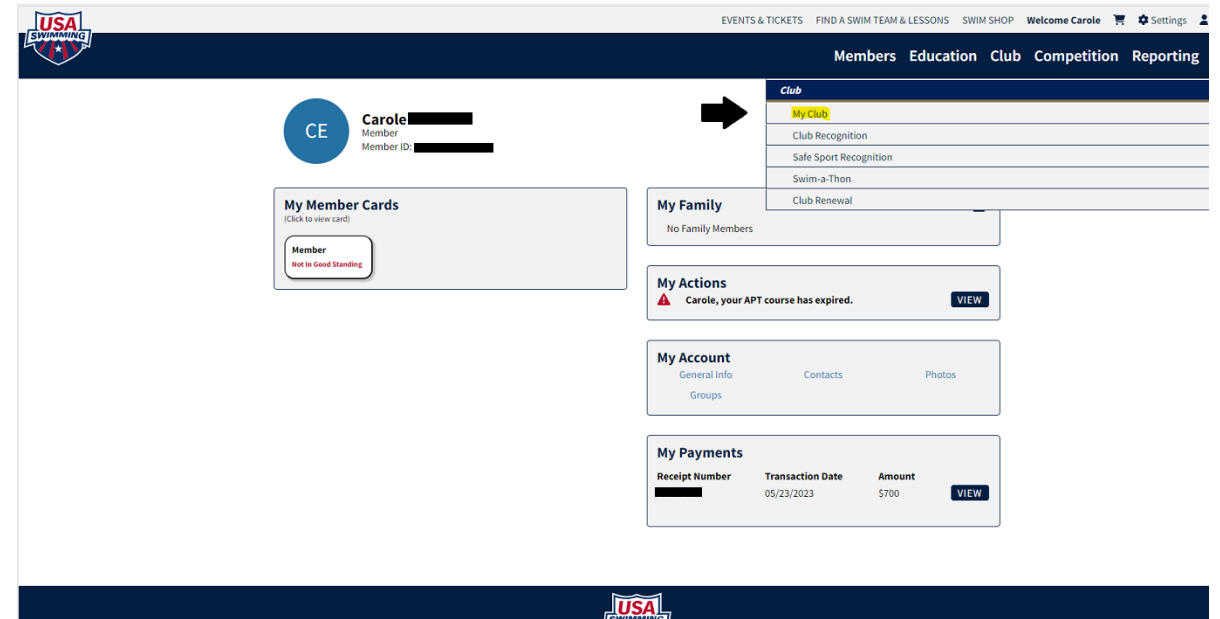 USA
SWIMMING
EVENTS & TICKETS FIND A SWIM TEAM & LESSONS SWIM SHOP Welcome Carole Settings
Members Education Club Competition Reporting
Club
My Club
Club Recognition
Safe Sport Recognition
Swim-a-Thon
Club Renewal
CE
Carole
Member
Member ID:
My Member Cards
(Click to view card)
Member
Not In Good Standing
My Family
No Family Members
My Actions
Carole, your APT course has expired.
VIEW
My Account
General Info Contacts Photos
Groups
My Payments
Receipt Number Transaction Date Amount
05/23/2023 $700 VIEW
USA
SWIMMING